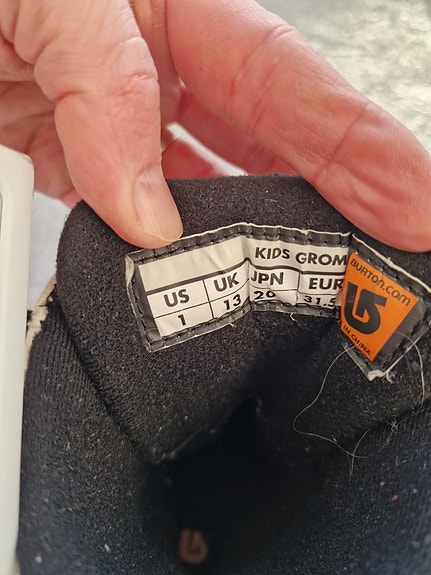 KIDS GROM
US UK JPN EUR
1 13 20 31.5
BURTON.COM
IN CHINA